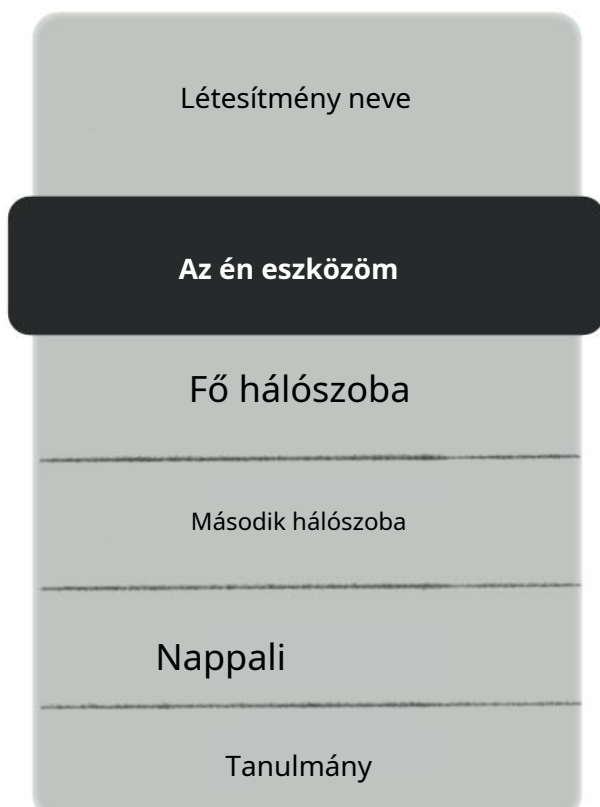 Létesítmény neve
Az én eszközöm
Fő hálószoba
Második hálószoba
Nappali
Tanulmány